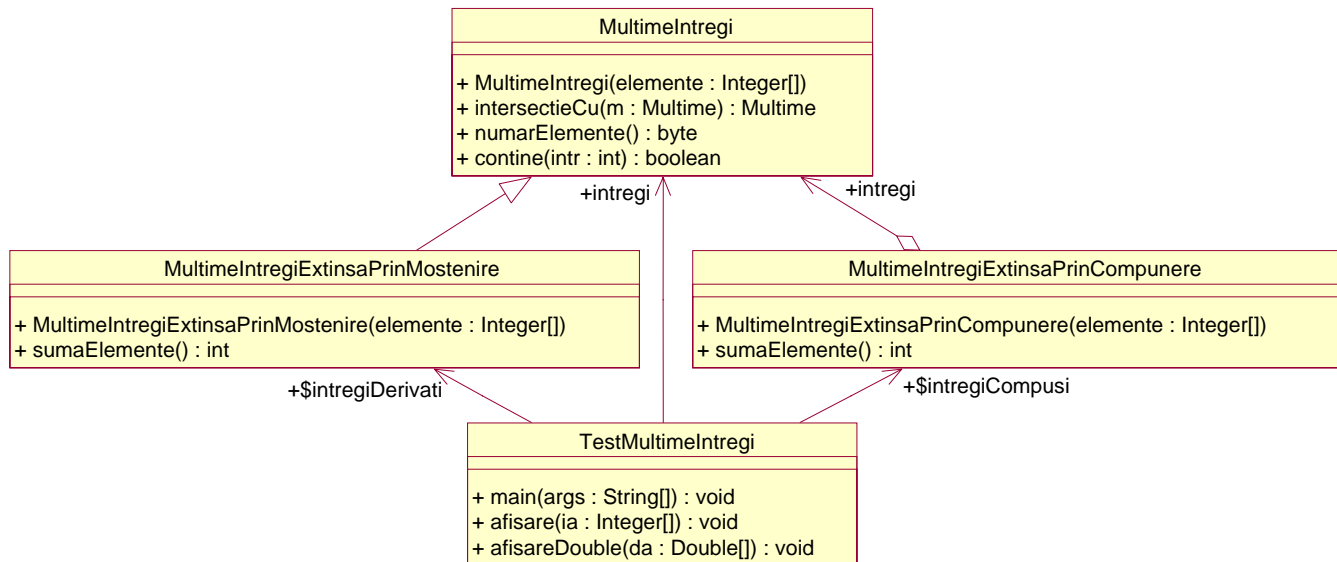 MultimeIntregi
+ MultimeIntregi(elemente : Integer[])
+ intersectieCu(m : Multime) : Multime
+ numarElemente() : byte
+ contine(intr : int) : boolean
+intregi
+intregi
MultimeIntregiExtinsaPrinMostenire
+ MultimeIntregiExtinsaPrinMostenire(elemente : Integer[])
+ sumaElemente() : int
MultimeIntregiExtinsaPrinCompunere
+ MultimeIntregiExtinsaPrinCompunere(elemente : Integer[])
+ sumaElemente() : int
+$intregiDerivati
+$intregiCompusi
TestMultimeIntregi
+ main(args : String[]) : void
+ afisare(ia : Integer[]) : void
+ afisareDouble(da : Double[]) : void